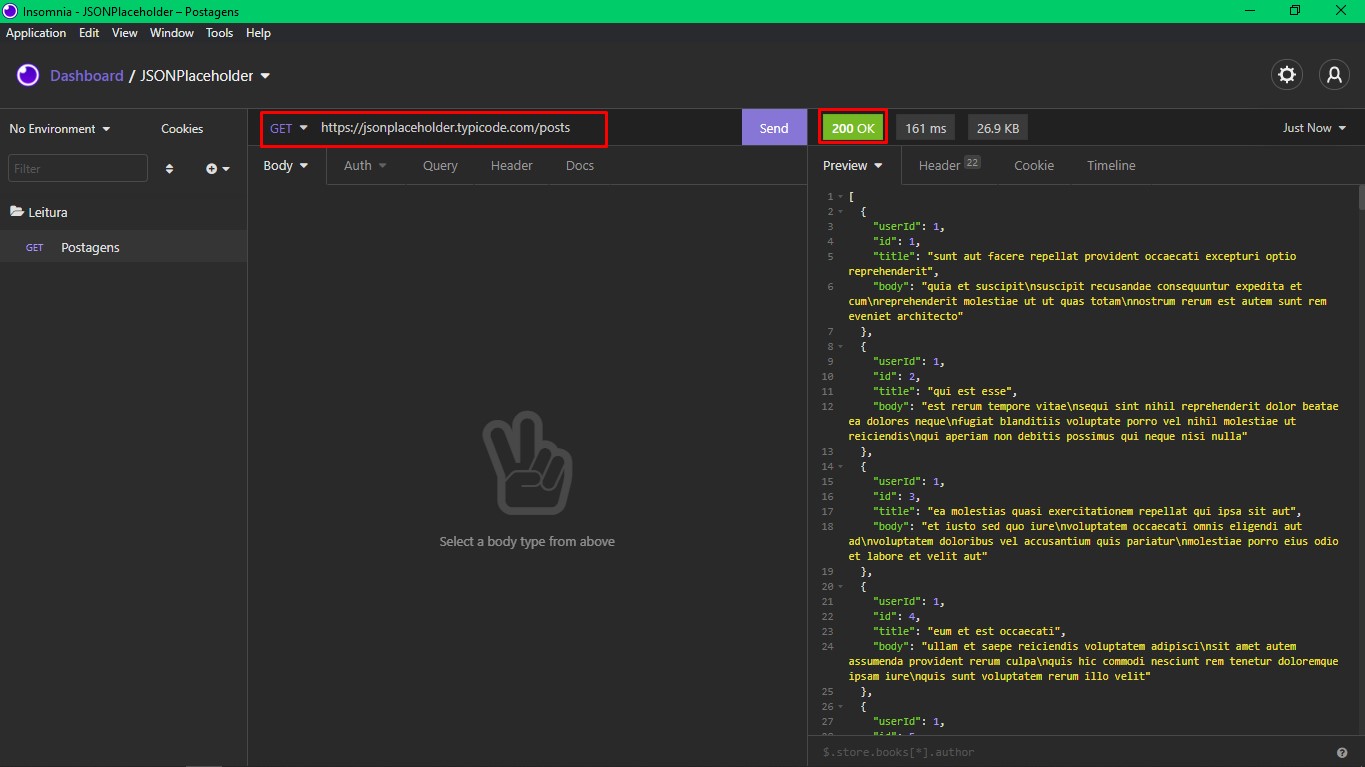 Insomnia - JSONPlaceholder – Postagens
Application Edit View Window Tools Help
Dashboard / JSONPlaceholder
No Environment Cookies
Filter
Leitura
GET Postagens
GET https://jsonplaceholder.typicode.com/posts
Send
Body Auth Query Header Docs
Select a body type from above
200 OK 161 ms 26.9 KB Just Now
Preview Header 22 Cookie Timeline
1 [
2 {
3 "userId": 1,
4 "id": 1,
5 "title": "sunt aut facere repellat provident occaecati excepturi optio
reprehenderit",
6 "body": "quia et suscipit\nsuscipit recusandae consequuntur expedita et
cum\nreprehenderit molestiae ut ut quas totam\nnostrum rerum est autem sunt rem
eveniet architecto"
7 },
8 {
9 "userId": 1,
10 "id": 2,
11 "title": "qui est esse",
12 "body": "est rerum tempore vitae\nsequi sint nihil reprehenderit dolor beatae
ea dolores neque\nfugiat blanditiis voluptate porro vel nihil molestiae ut
reiciendis\nqui aperiam non debitis possimus qui neque nisi nulla"
13 },
14 {
15 "userId": 1,
16 "id": 3,
17 "title": "ea molestias quasi exercitationem repellat qui ipsa sit aut",
18 "body": "et iusto sed quo iure\nvoluptatem occaecati omnis eligendi aut
ad\nvoluptatem doloribus vel accusantium quis pariatur\nmolestiae porro eius odio
et labore et velit aut"
19 },
20 {
21 "userId": 1,
22 "id": 4,
23 "title": "eum et est occaecati",
24 "body": "ullam et saepe reiciendis voluptatem adipisci\nsit amet autem
assumenda provident rerum culpa\nquis hic commodi nesciunt rem tenetur doloremque
ipsam iure\nquis sunt voluptatem rerum illo velit"
25 },
26 {
27 "userId": 1,
$.store.books[*].author